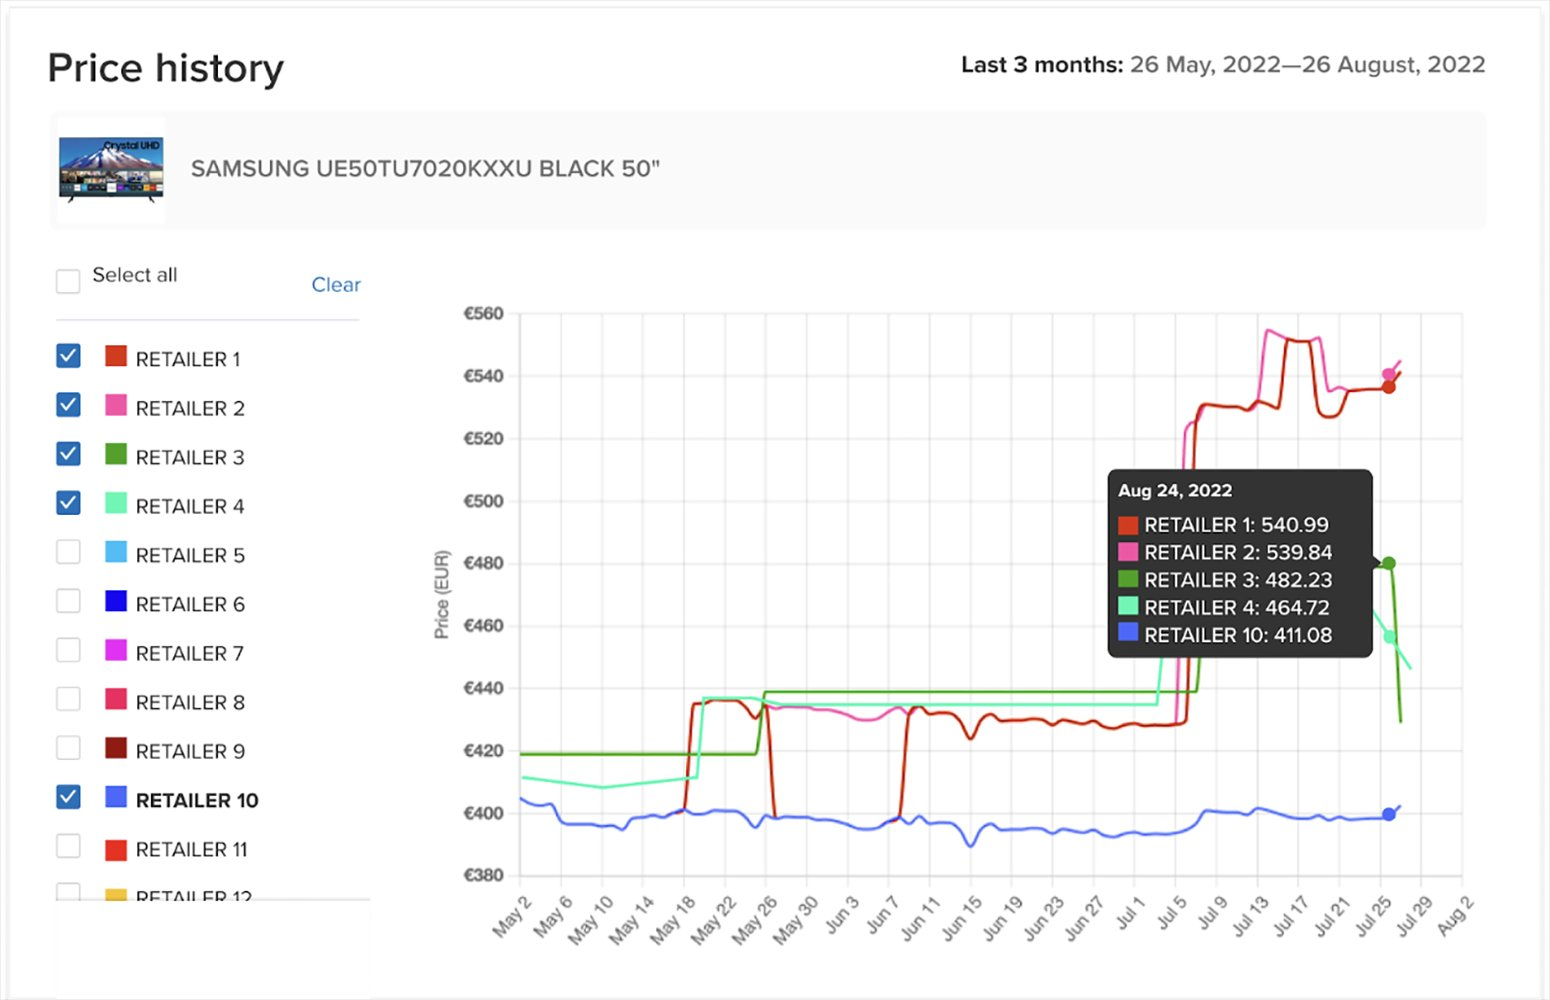 Price history
Last 3 months: 26 May, 2022—26 August, 2022
Crystal UHD
SAMSUNG UE50TU7020KXXU BLACK 50"
Select all
Clear
RETAILER 1
RETAILER 2
RETAILER 3
RETAILER 4
RETAILER 5
RETAILER 6
RETAILER 7
RETAILER 8
RETAILER 9
RETAILER 10
RETAILER 11
RETAILER 12
Price (EUR)
€560
€540
€520
€500
€480
€460
€440
€420
€400
€380
Aug 24, 2022
RETAILER 1: 540.99
RETAILER 2: 539.84
RETAILER 3: 482.23
RETAILER 4: 464.72
RETAILER 10: 411.08
May 2
May 6
May 10
May 14
May 18
May 22
May 26
May 30
Jun 3
Jun 7
Jun 11
Jun 15
Jun 19
Jun 23
Jun 27
Jul 1
Jul 5
Jul 9
Jul 13
Jul 17
Jul 21
Jul 25
Jul 29
Aug 2